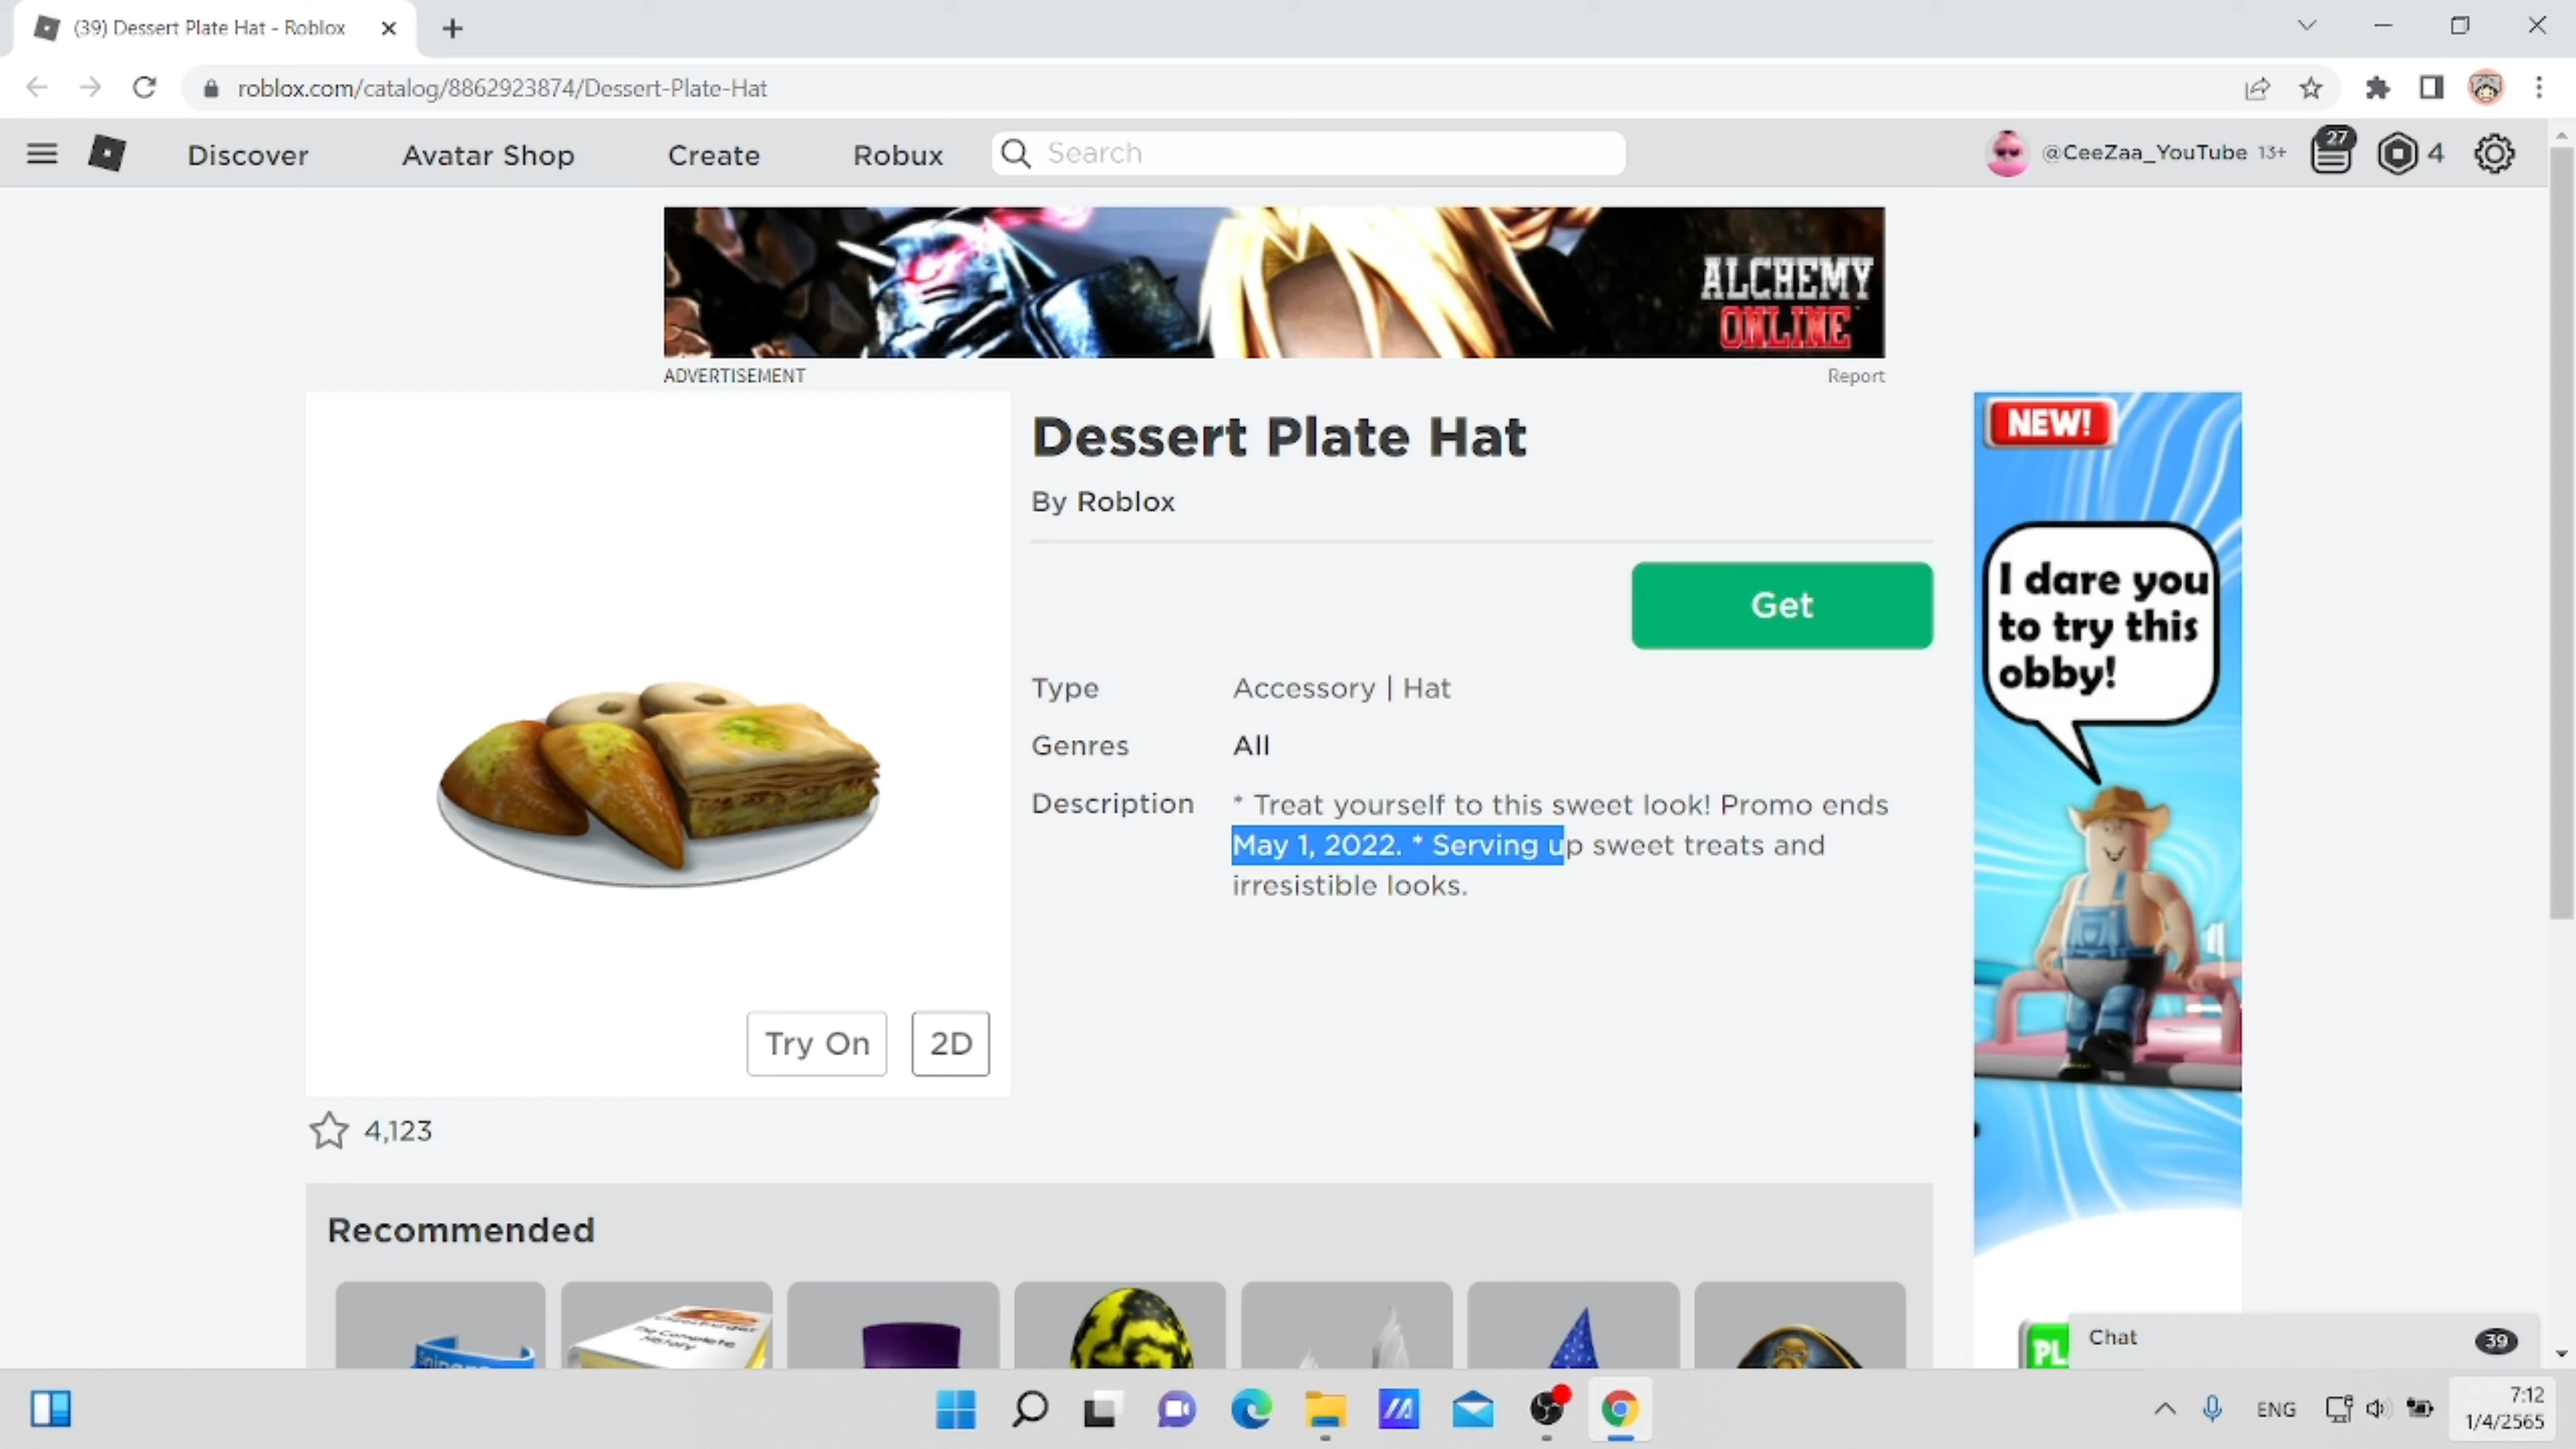 (39) Dessert Plate Hat - Roblox
roblox.com/catalog/8862923874/Dessert-Plate-Hat
Discover
Avatar Shop
Create
Robux
Search
@CeeZaa_YouTube 13+
27
4
ALCHEMY
ONLINE
ADVERTISEMENT
Report
Dessert Plate Hat
By Roblox
Get
Type
Accessory | Hat
Genres
All
Description
* Treat yourself to this sweet look! Promo ends
May 1, 2022. * Serving up sweet treats and
irresistible looks.
Try On
2D
4,123
NEW!
I dare you
to try this
obby!
Recommended
The Complete
History
PL
Chat
39
ENG
7:12
1/4/2565